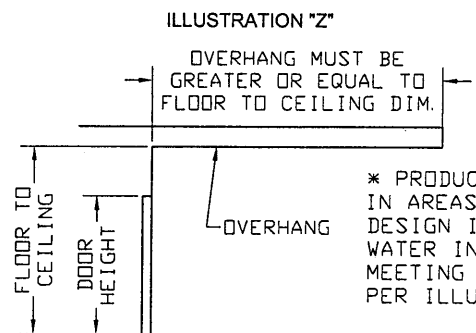 ILLUSTRATION "Z"
OVERHANG MUST BE
GREATER OR EQUAL TO
FLOOR TO CEILING DIM.
FLOOR TO
CEILING
DOOR
HEIGHT
OVERHANG
* PRODUC
IN AREAS
DESIGN I
WATER IN
MEETING
PER ILLU